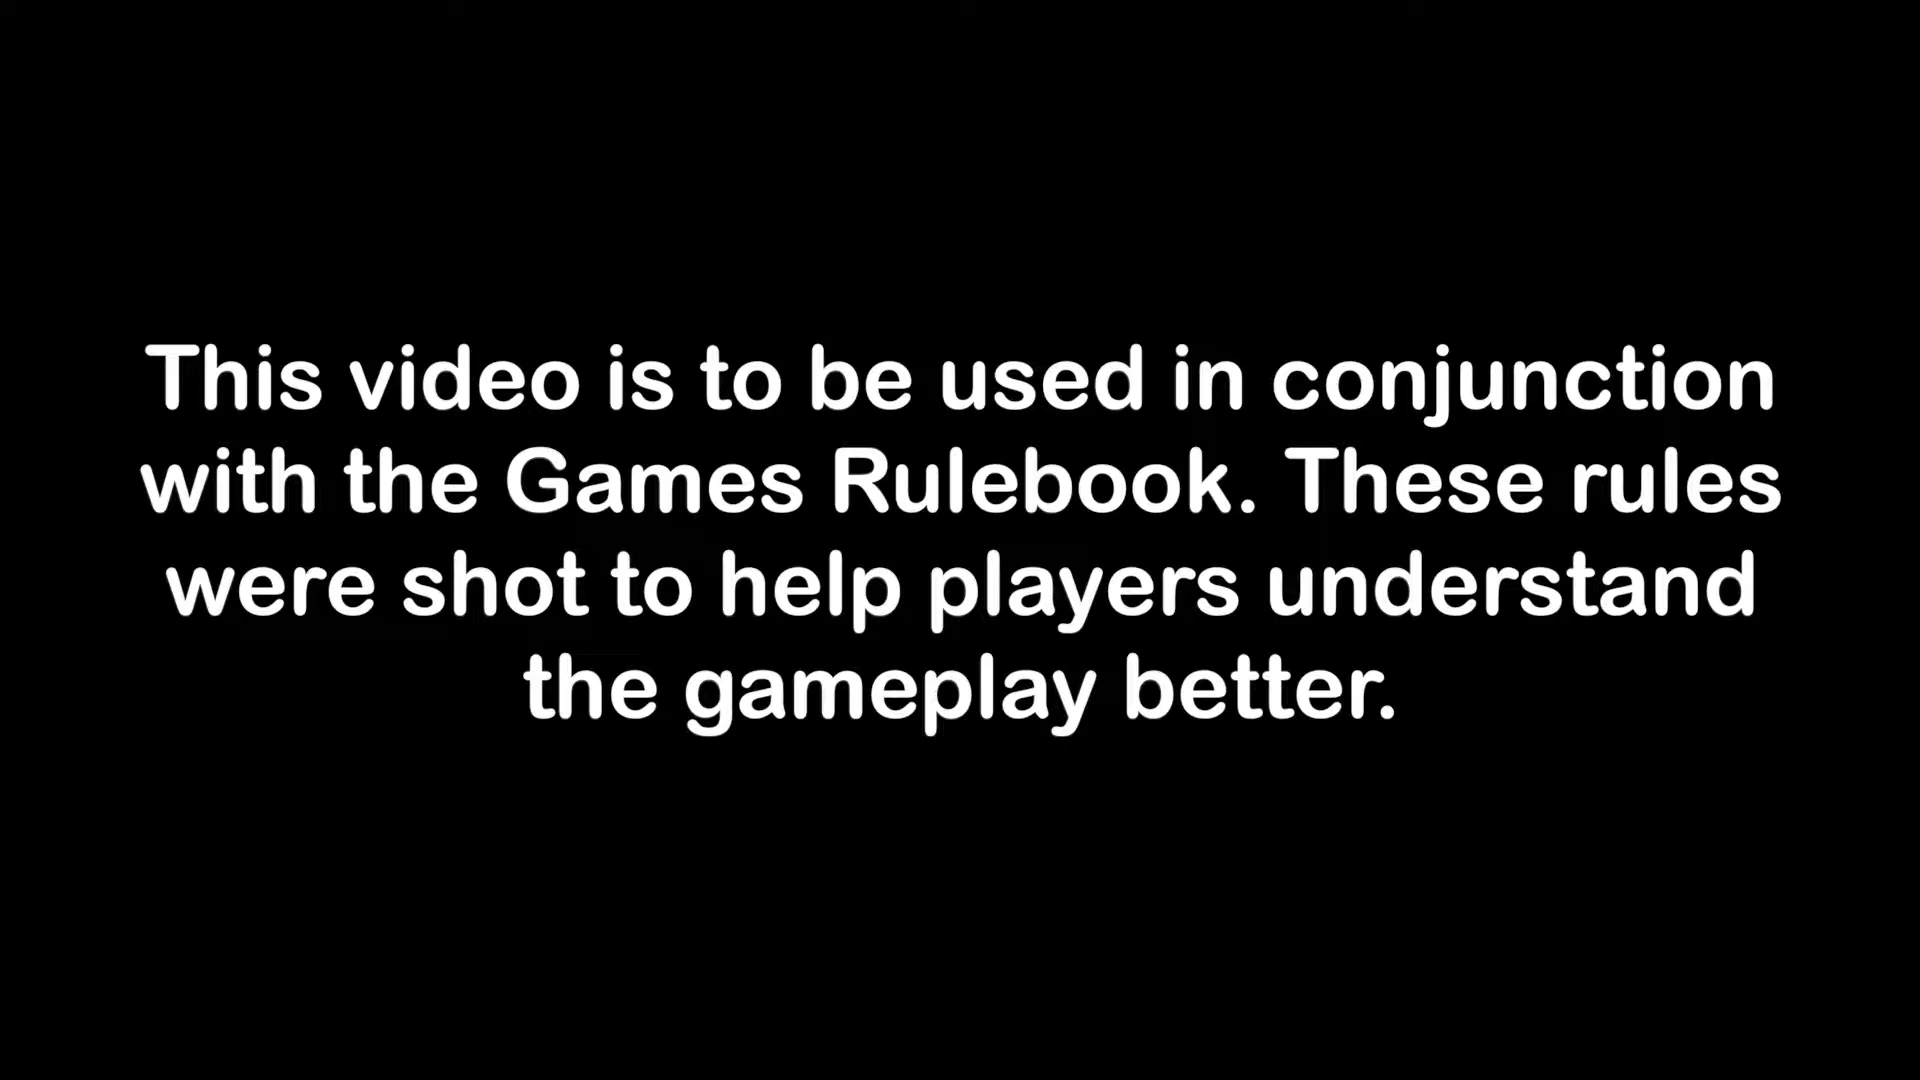 This video is to be used in conjunction
with the Games Rulebook. These rules
were shot to help players understand
the gameplay better.